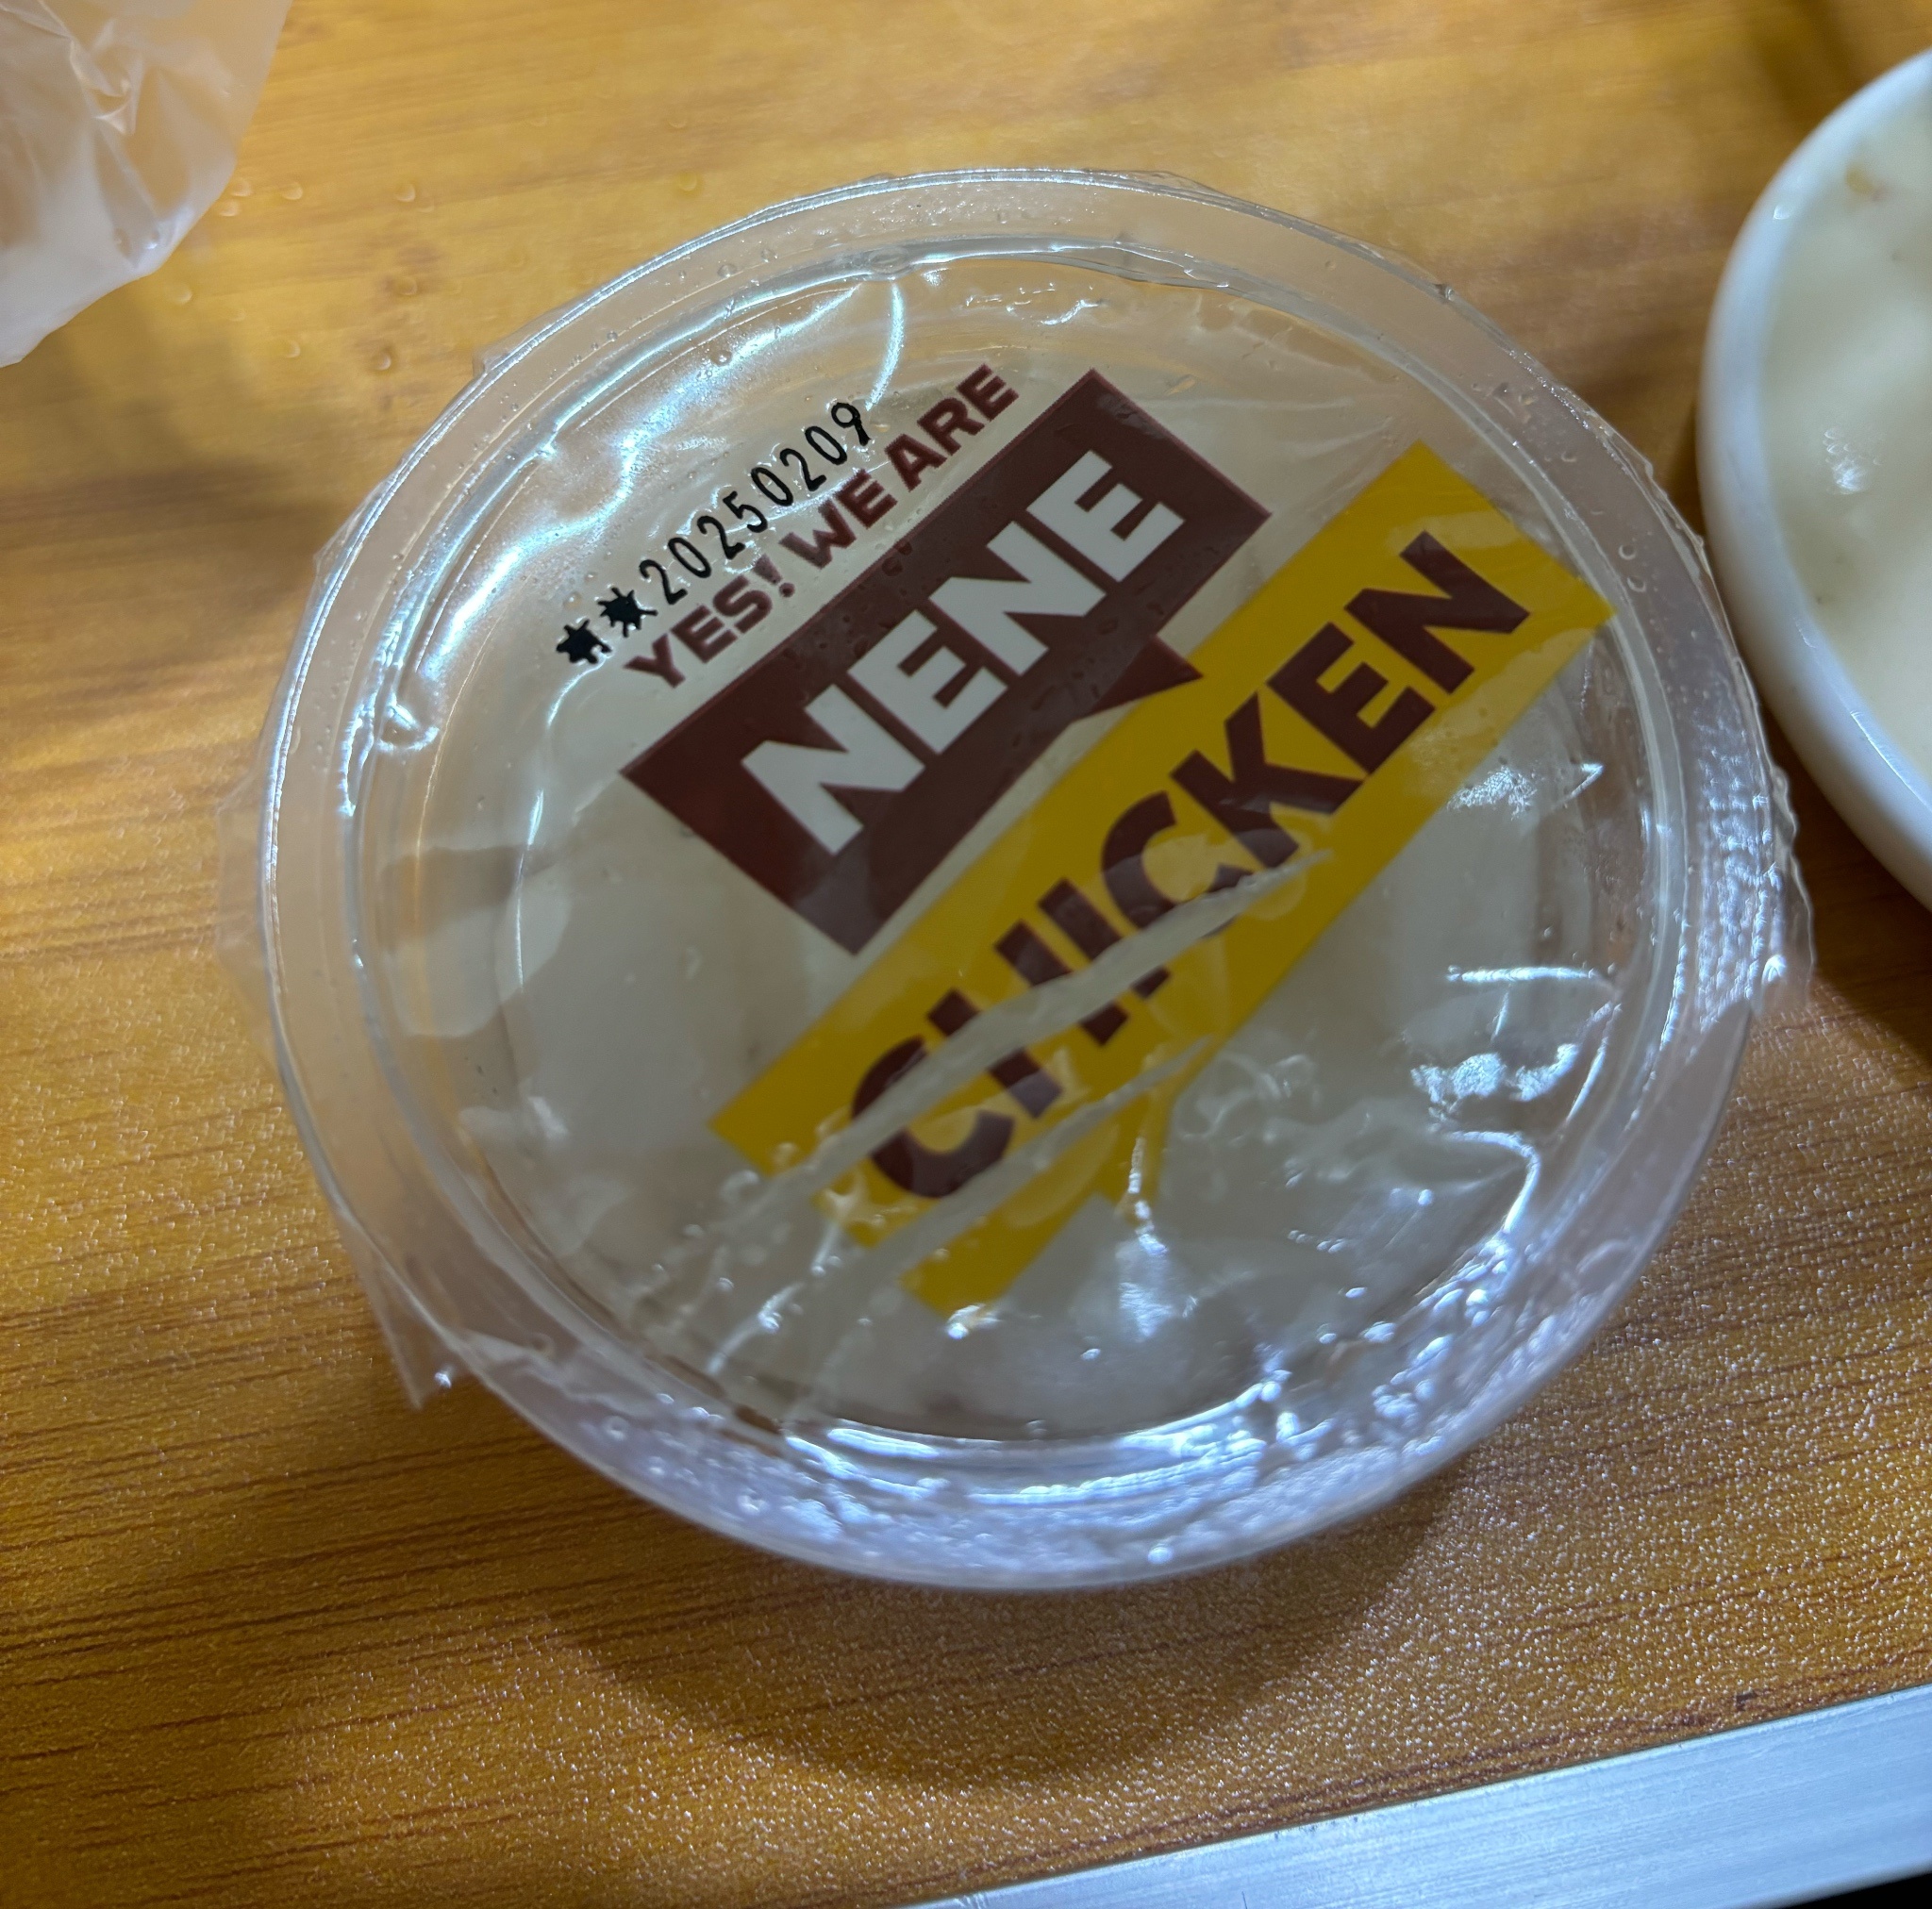 **20250209
YES! WE ARE
NENE
CHICKEN